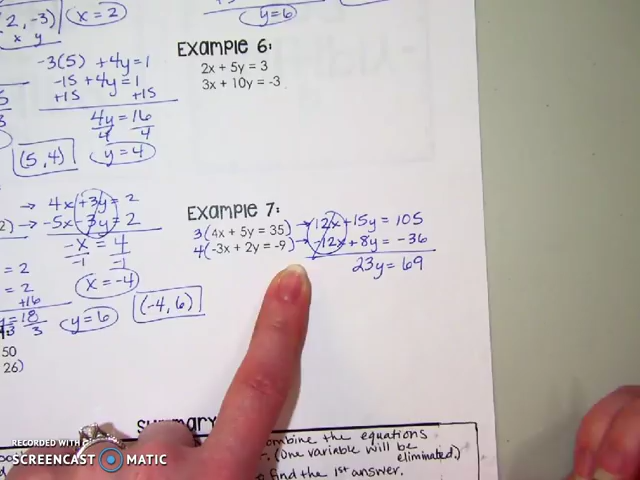 2, -3)
x y
x = 2
y = 6
-3(5) + 4y = 1
-15 + 4y = 1
+15 +15
4y = 16
4 4
(5, 4)
y = 4
→ 4x + 3y = 2
2) → -5x - 3y = 2
-x = 4
-1 -1
= 2
= 2
x = -4
+16
y = 18
3 3
y = 6
(-4, 6)
50
26)
Example 6:
2x + 5y = 3
3x + 10y = -3
Example 7:
3(4x + 5y = 35) → 12x + 15y = 105
4(-3x + 2y = -9) → -12x + 8y = -36
23y = 69
summary
combine the equations
(One variable will be
eliminated.)
find the 1st answer.
RECORDED WITH
SCREENCAST MATIC